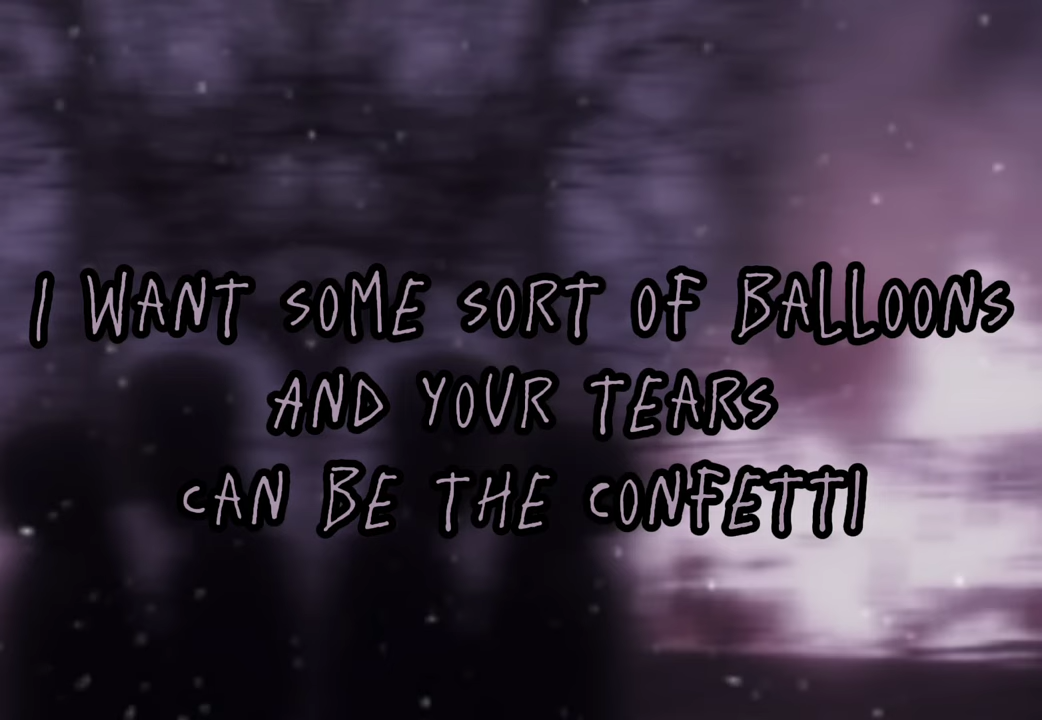 I WANT SOME SORT OF BALLOONS
AND YOUR TEARS
CAN BE THE CONFETTI